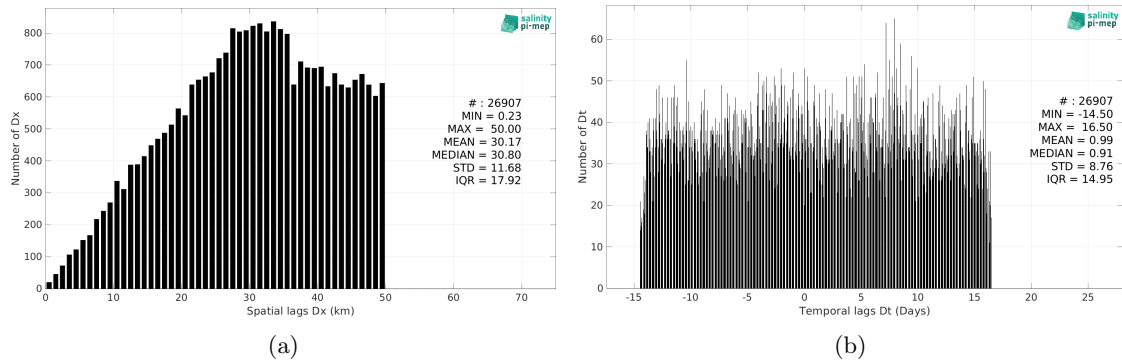 800
700
600
500
400
300
200
100
0
Number of Dx
0
10
20
30
40
50
60
70
Spatial lags Dx (km)
salinity
pi-mep
# : 26907
MIN = 0.23
MAX = 50.00
MEAN = 30.17
MEDIAN = 30.80
STD = 11.68
IQR = 17.92
(a)
60
50
40
30
20
10
0
Number of Dt
-15
-10
-5
0
5
10
15
20
25
Temporal lags Dt (Days)
salinity
pi-mep
# : 26907
MIN = -14.50
MAX = 16.50
MEAN = 0.99
MEDIAN = 0.91
STD = 8.76
IQR = 14.95
(b)